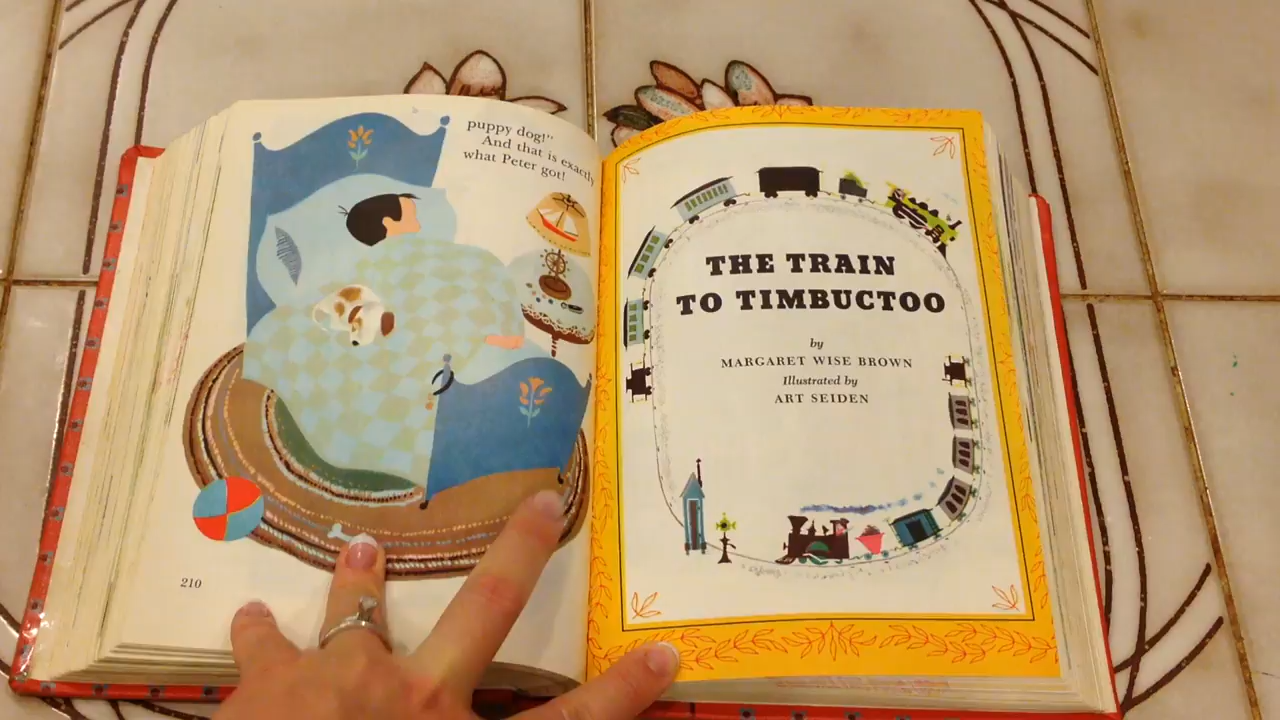 puppy dog!"
And that is exactly
what Peter got!
210
THE TRAIN
TO TIMBUCTOO
by
MARGARET WISE BROWN
Illustrated by
ART SEIDEN